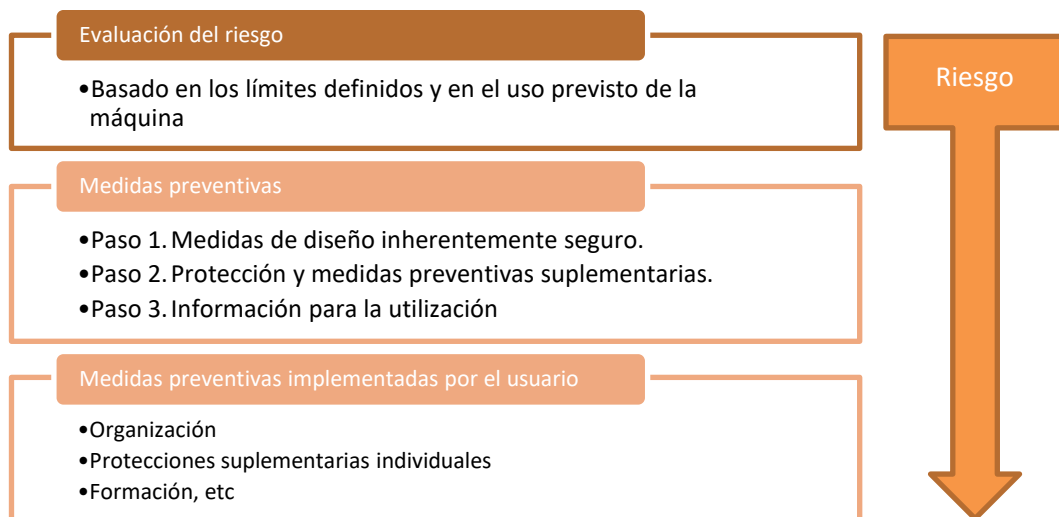 Evaluación del riesgo
•Basado en los límites definidos y en el uso previsto de la
máquina
Riesgo
Medidas preventivas
•Paso 1. Medidas de diseño inherentemente seguro.
•Paso 2. Protección y medidas preventivas suplementarias.
•Paso 3. Información para la utilización
Medidas preventivas implementadas por el usuario
•Organización
•Protecciones suplementarias individuales
•Formación, etc